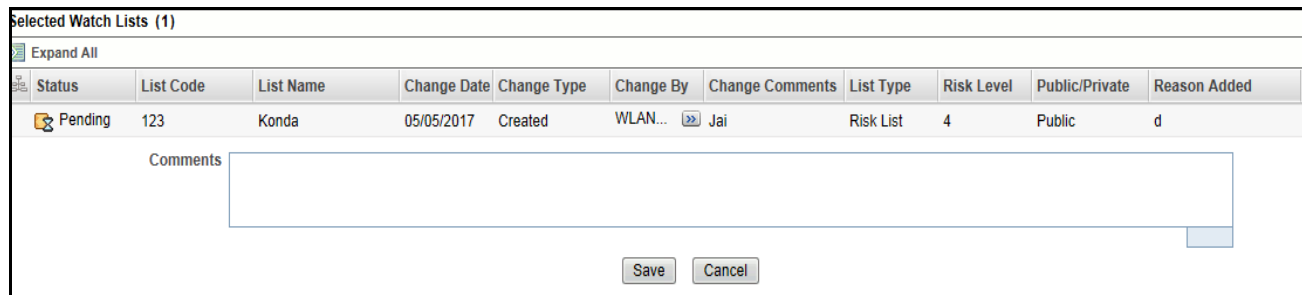 Selected Watch Lists (1)
Expand All
Status List Code List Name Change Date Change Type Change By Change Comments List Type Risk Level Public/Private Reason Added
Pending 123 Konda 05/05/2017 Created WLAN... Jai Risk List 4 Public d
Comments
Save Cancel